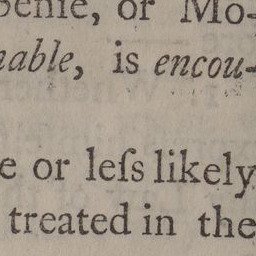 benie, or Mo-
nable, is encou-
e or leſs likely
treated in the